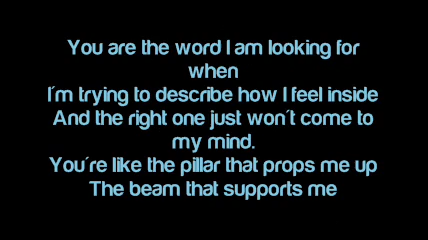 You are the word I am looking for
when
I'm trying to describe how I feel inside
And the right one just won't come to
my mind.
You're like the pillar that props me up
The beam that supports me